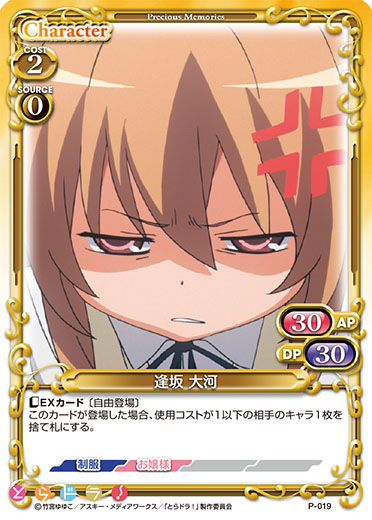 Precious Memories
Character
COST
2
SOURCE
0
30 AP
DP 30
逢坂 大河
EXカード〔自由登場〕
このカードが登場した場合、使用コストが1以下の相手のキャラ1枚を
捨て札にする。
制服 お嬢様
とらドラ!
©竹宮ゆゆこ/アスキー・メディアワークス/「とらドラ!」製作委員会 P-019